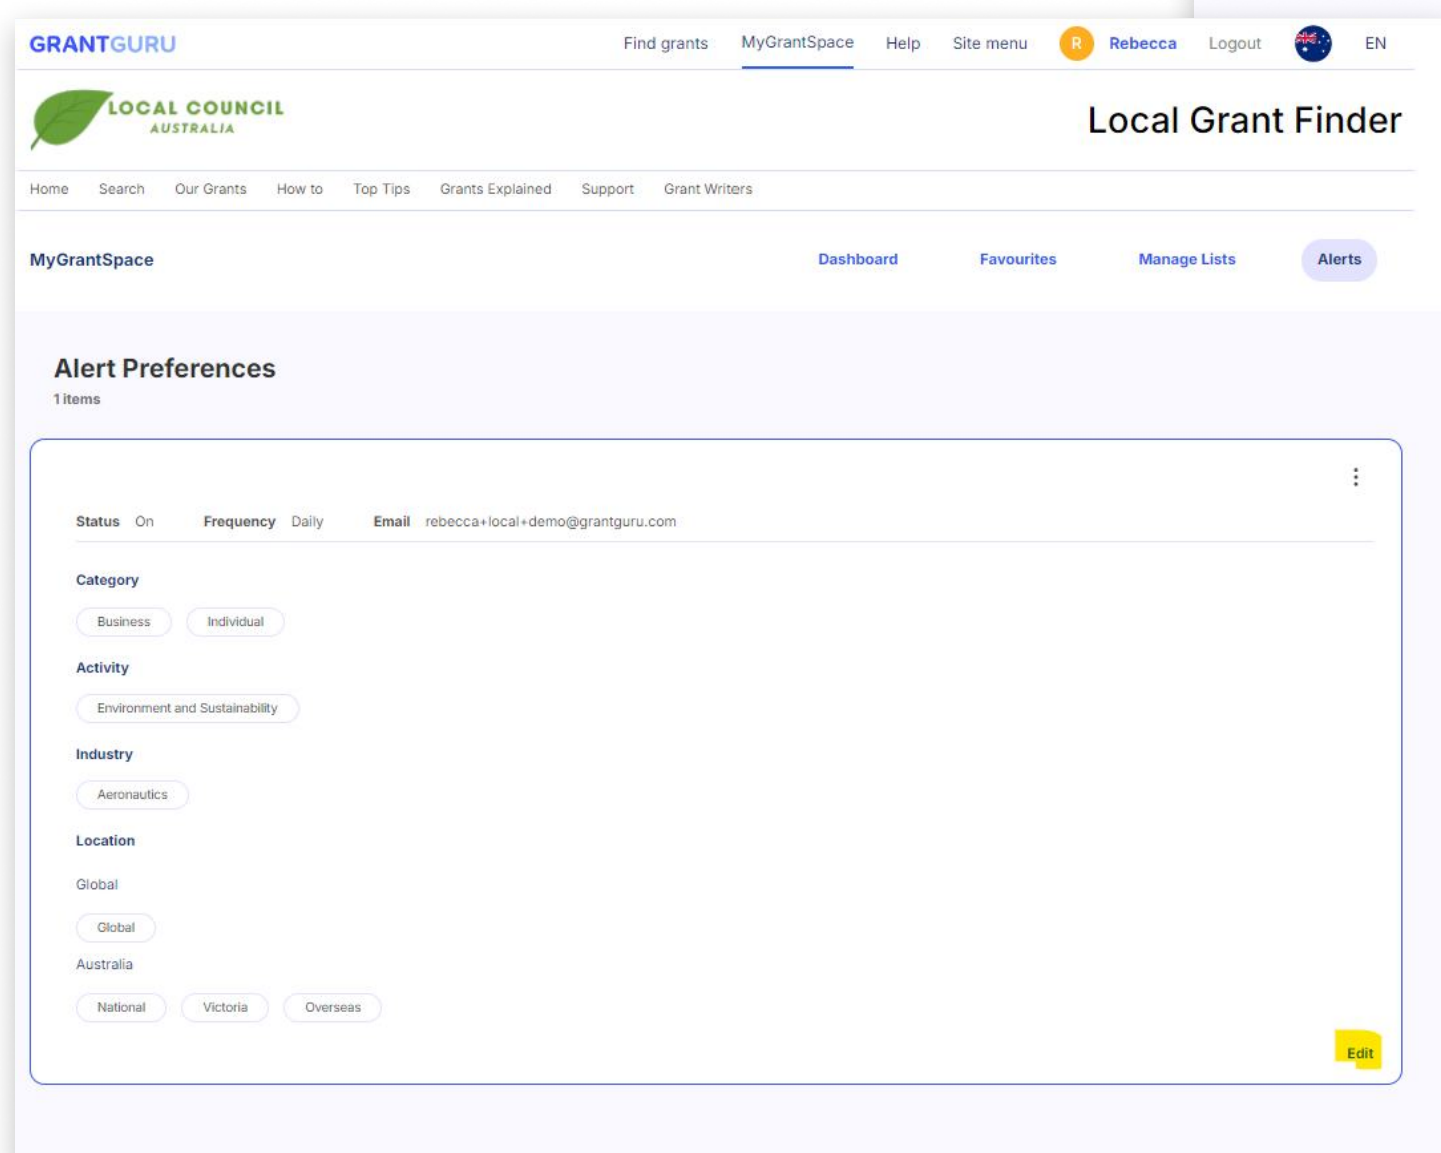 GRANTGURU Find grants MyGrantSpace Help Site menu R Rebecca Logout EN
LOCAL COUNCIL
AUSTRALIA
Local Grant Finder
Home Search Our Grants How to Top Tips Grants Explained Support Grant Writers
MyGrantSpace Dashboard Favourites Manage Lists Alerts
Alert Preferences
1 items
Status On Frequency Daily Email rebecca+local+demo@grantguru.com
Category
Business Individual
Activity
Environment and Sustainability
Industry
Aeronautics
Location
Global
Global
Australia
National Victoria Overseas
Edit